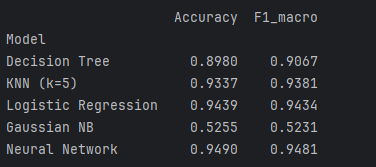 Accuracy F1_macro
Model
Decision Tree 0.8980 0.9067
KNN (k=5) 0.9337 0.9381
Logistic Regression 0.9439 0.9434
Gaussian NB 0.5255 0.5231
Neural Network 0.9490 0.9481